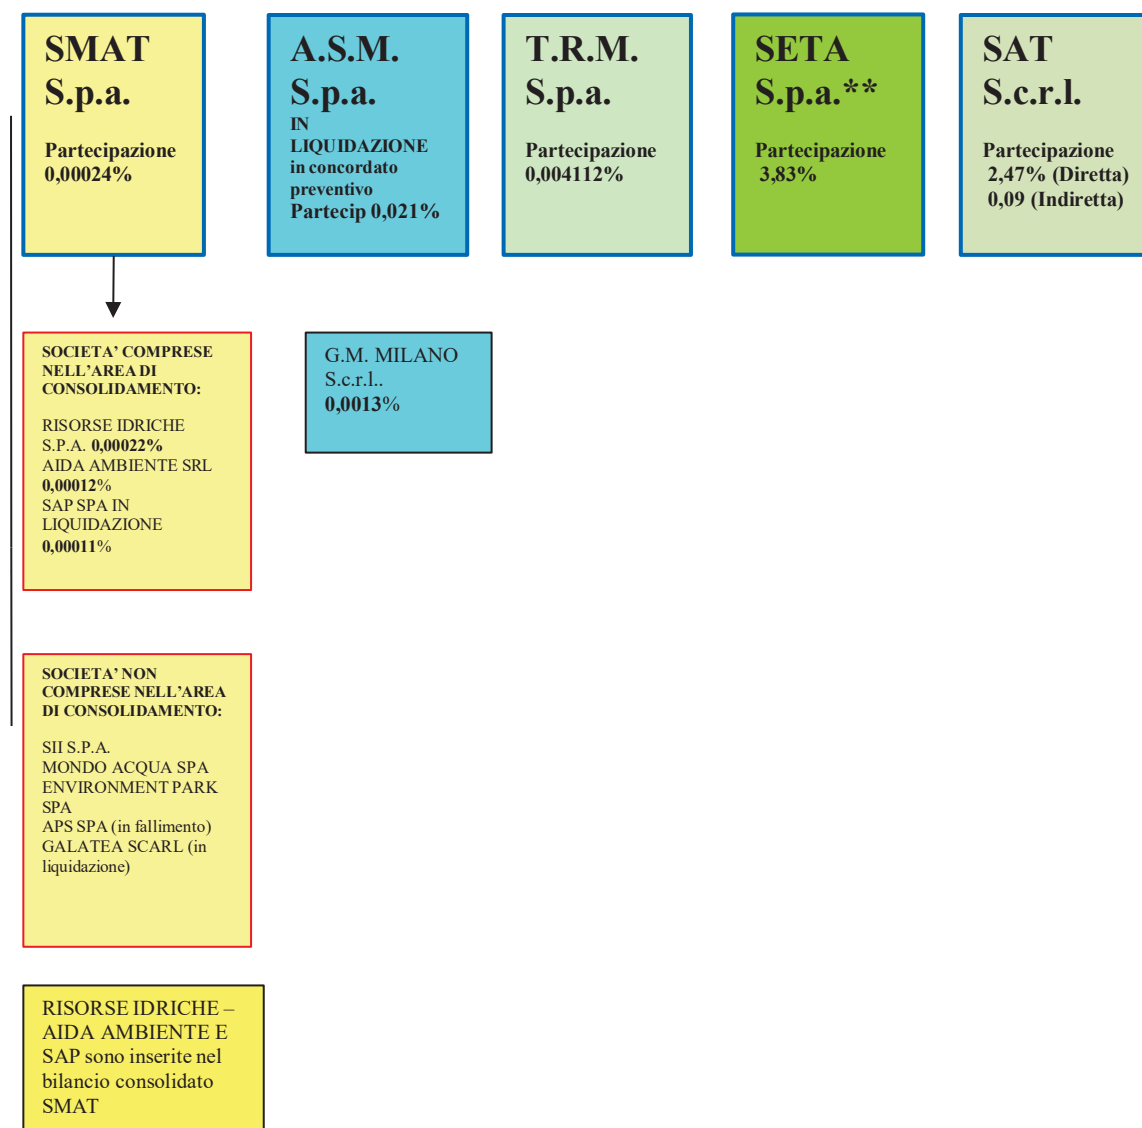 SMAT
S.p.a.
Partecipazione
0,00024%
A.S.M.
S.p.a.
IN
LIQUIDAZIONE
in concordato
preventivo
Partecip 0,021%
T.R.M.
S.p.a.
Partecipazione
0,004112%
SETA
S.p.a.**
Partecipazione
3,83%
SAT
S.c.r.l.
Partecipazione
2,47% (Diretta)
0,09 (Indiretta)
SOCIETA’ COMPRESE
NELL’AREA DI
CONSOLIDAMENTO:
RISORSE IDRICHE
S.P.A. 0,00022%
AIDA AMBIENTE SRL
0,00012%
SAP SPA IN
LIQUIDAZIONE
0,00011%
G.M. MILANO
S.c.r.l..
0,0013%
SOCIETA’ NON
COMPRESE NELL’AREA
DI CONSOLIDAMENTO:
SII S.P.A.
MONDO ACQUA SPA
ENVIRONMENT PARK
SPA
APS SPA (in fallimento)
GALATEA SCARL (in
liquidazione)
RISORSE IDRICHE –
AIDA AMBIENTE E
SAP sono inserite nel
bilancio consolidato
SMAT